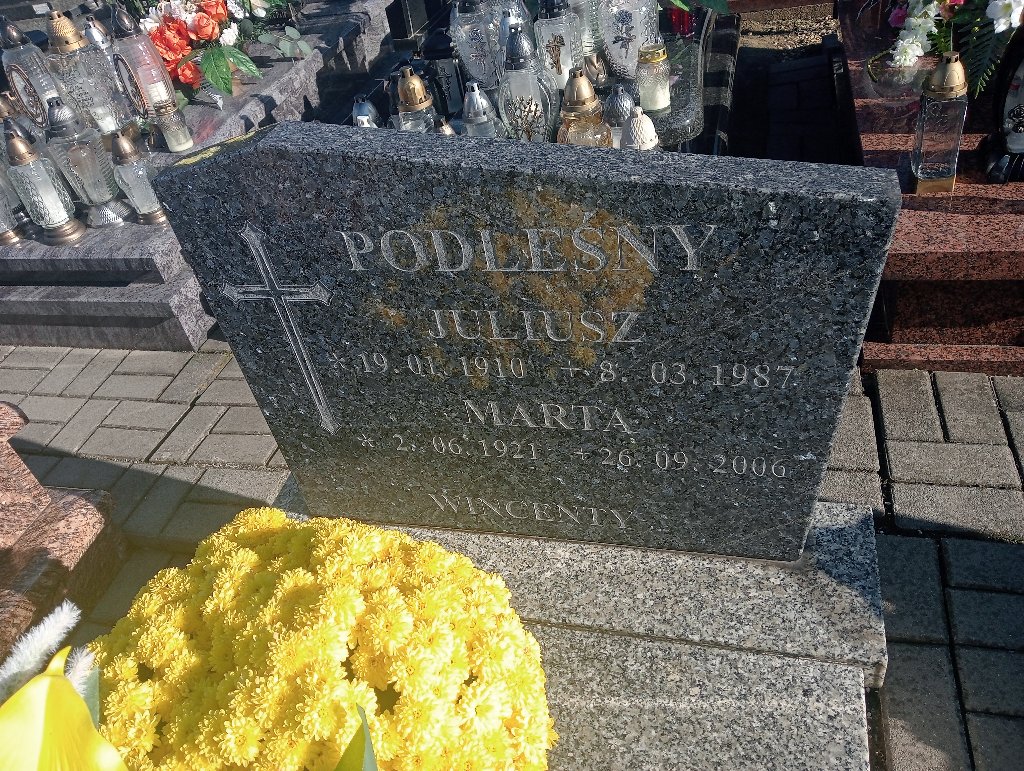 PODLEŚNY
JULIUSZ
* 19. 01. 1910 + 8. 03. 1987
MARTA
* 2. 06. 1921 + 26. 09. 2006
WINCENTY